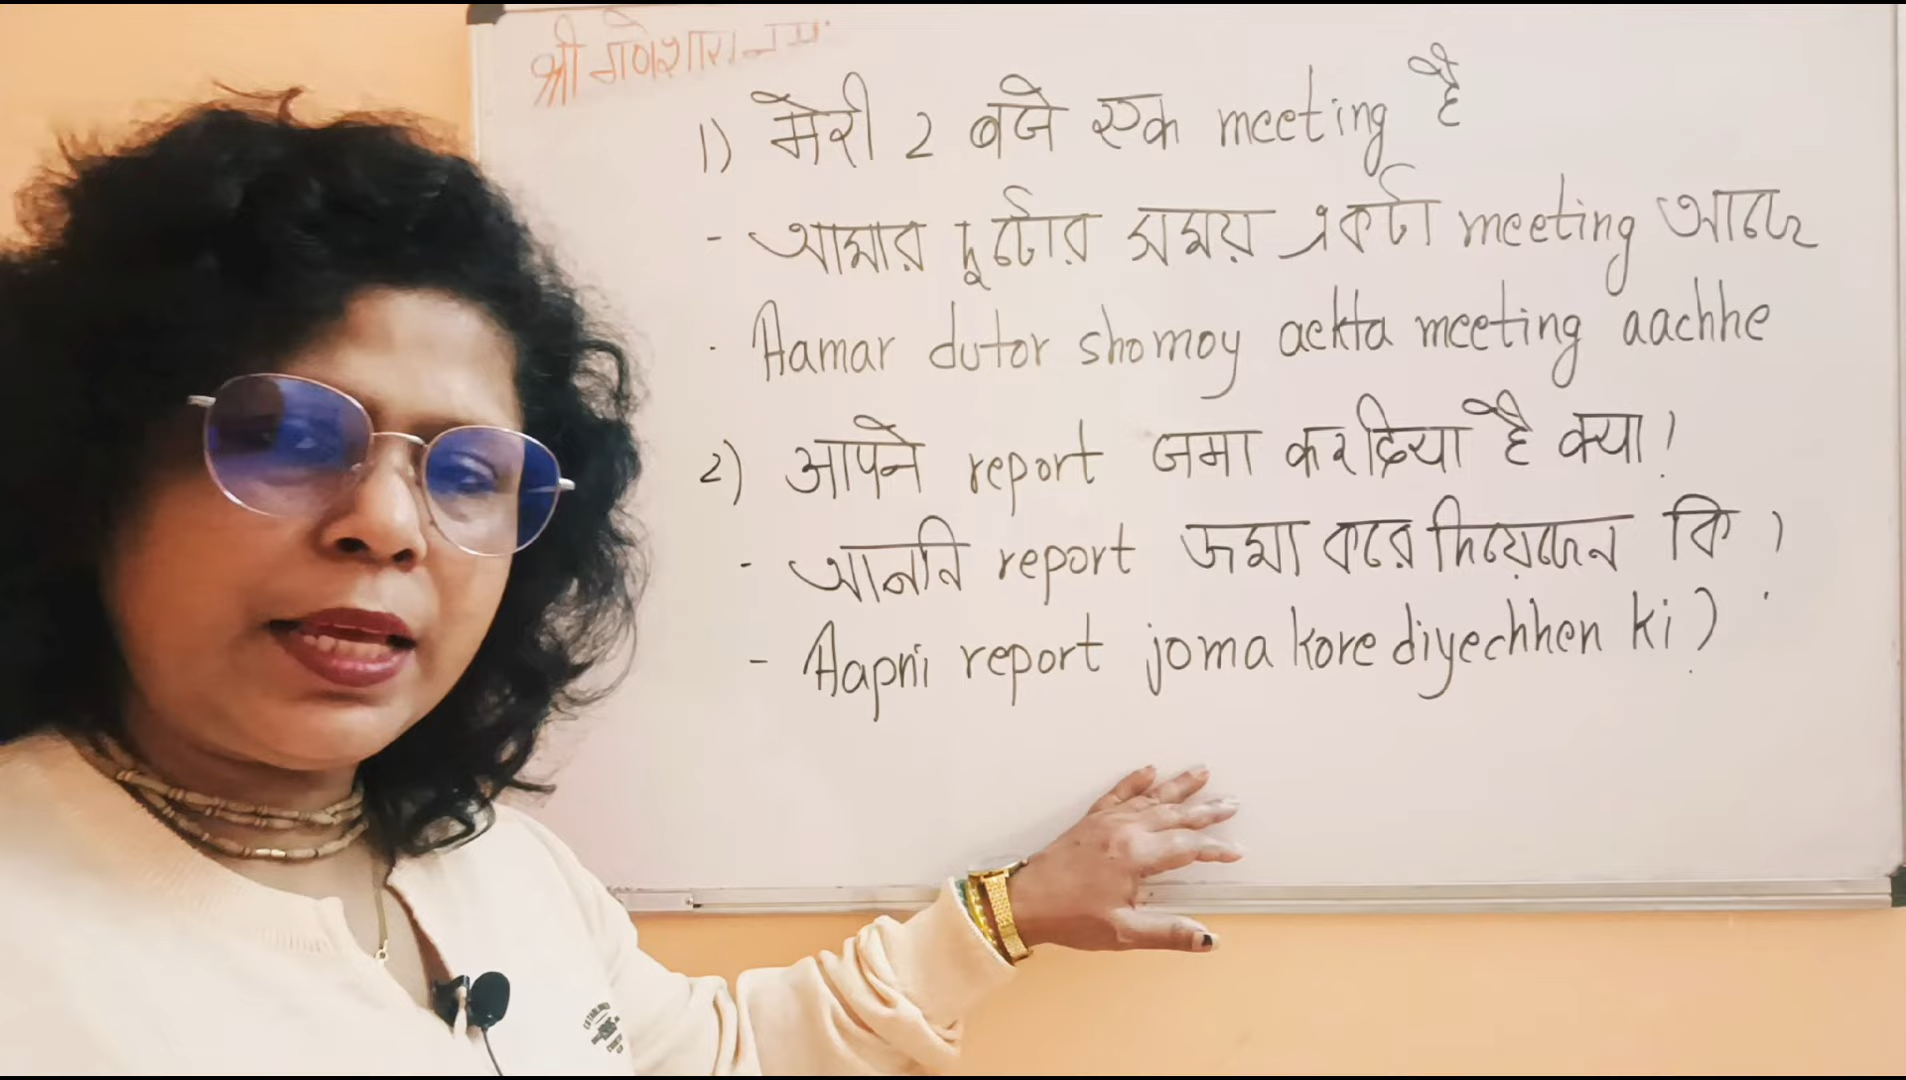 श्री गणेशाय नमः
1) मेरी 2 बजे एक meeting है
- আমার দুটোর সময় একটা meeting আছে
. Aamar dutor shomoy aekta meeting aachhe
2) आपने report जमा कर दिया है क्या?
- আপনি report জমা করে দিয়েছেন কি?
- Aapni report joma kore diyechhen ki?